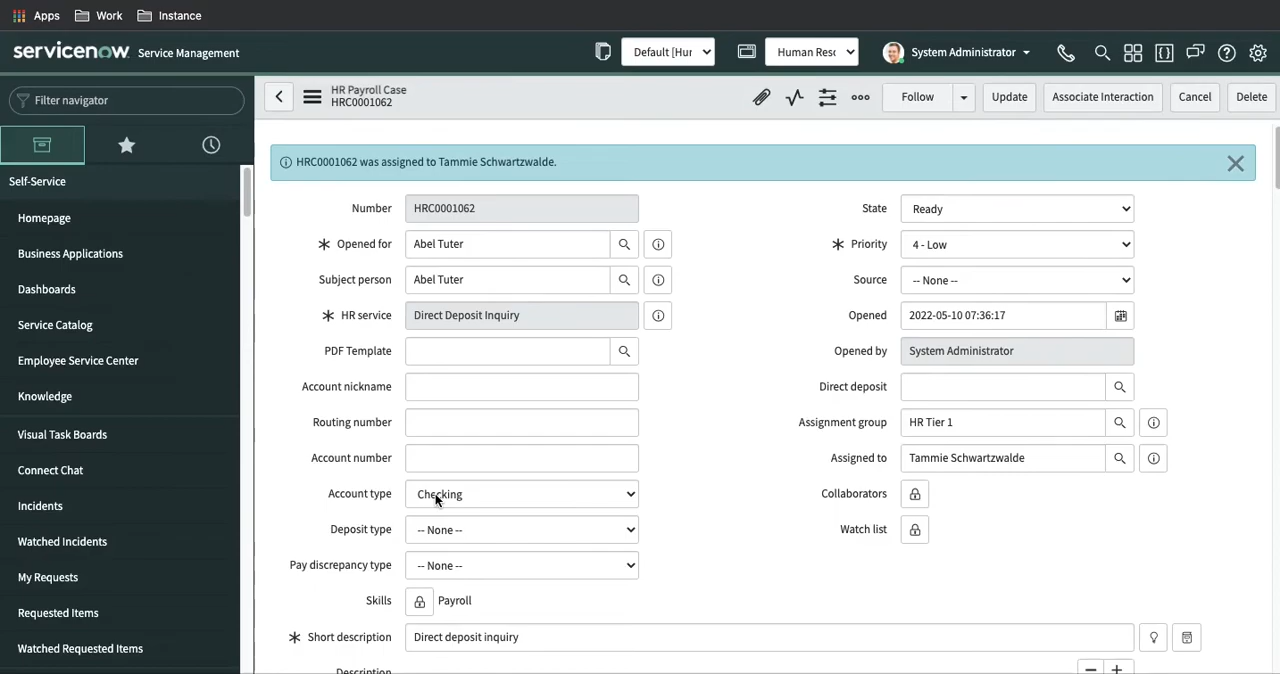 Apps Work Instance
servicenow Service Management Default [Hur Human Resc System Administrator
Filter navigator
HR Payroll Case
HRC0001062
Follow Update Associate Interaction Cancel Delete
HRC0001062 was assigned to Tammie Schwartzwalde.
Self-Service
Homepage
Business Applications
Dashboards
Service Catalog
Employee Service Center
Knowledge
Visual Task Boards
Connect Chat
Incidents
Watched Incidents
My Requests
Requested Items
Watched Requested Items
Number HRC0001062
Opened for Abel Tuter
Subject person Abel Tuter
HR service Direct Deposit Inquiry
PDF Template
Account nickname
Routing number
Account number
Account type Checking
Deposit type -- None --
Pay discrepancy type -- None --
Skills Payroll
State Ready
Priority 4 - Low
Source -- None --
Opened 2022-05-10 07:36:17
Opened by System Administrator
Direct deposit
Assignment group HR Tier 1
Assigned to Tammie Schwartzwalde
Collaborators
Watch list
Short description Direct deposit inquiry
Description